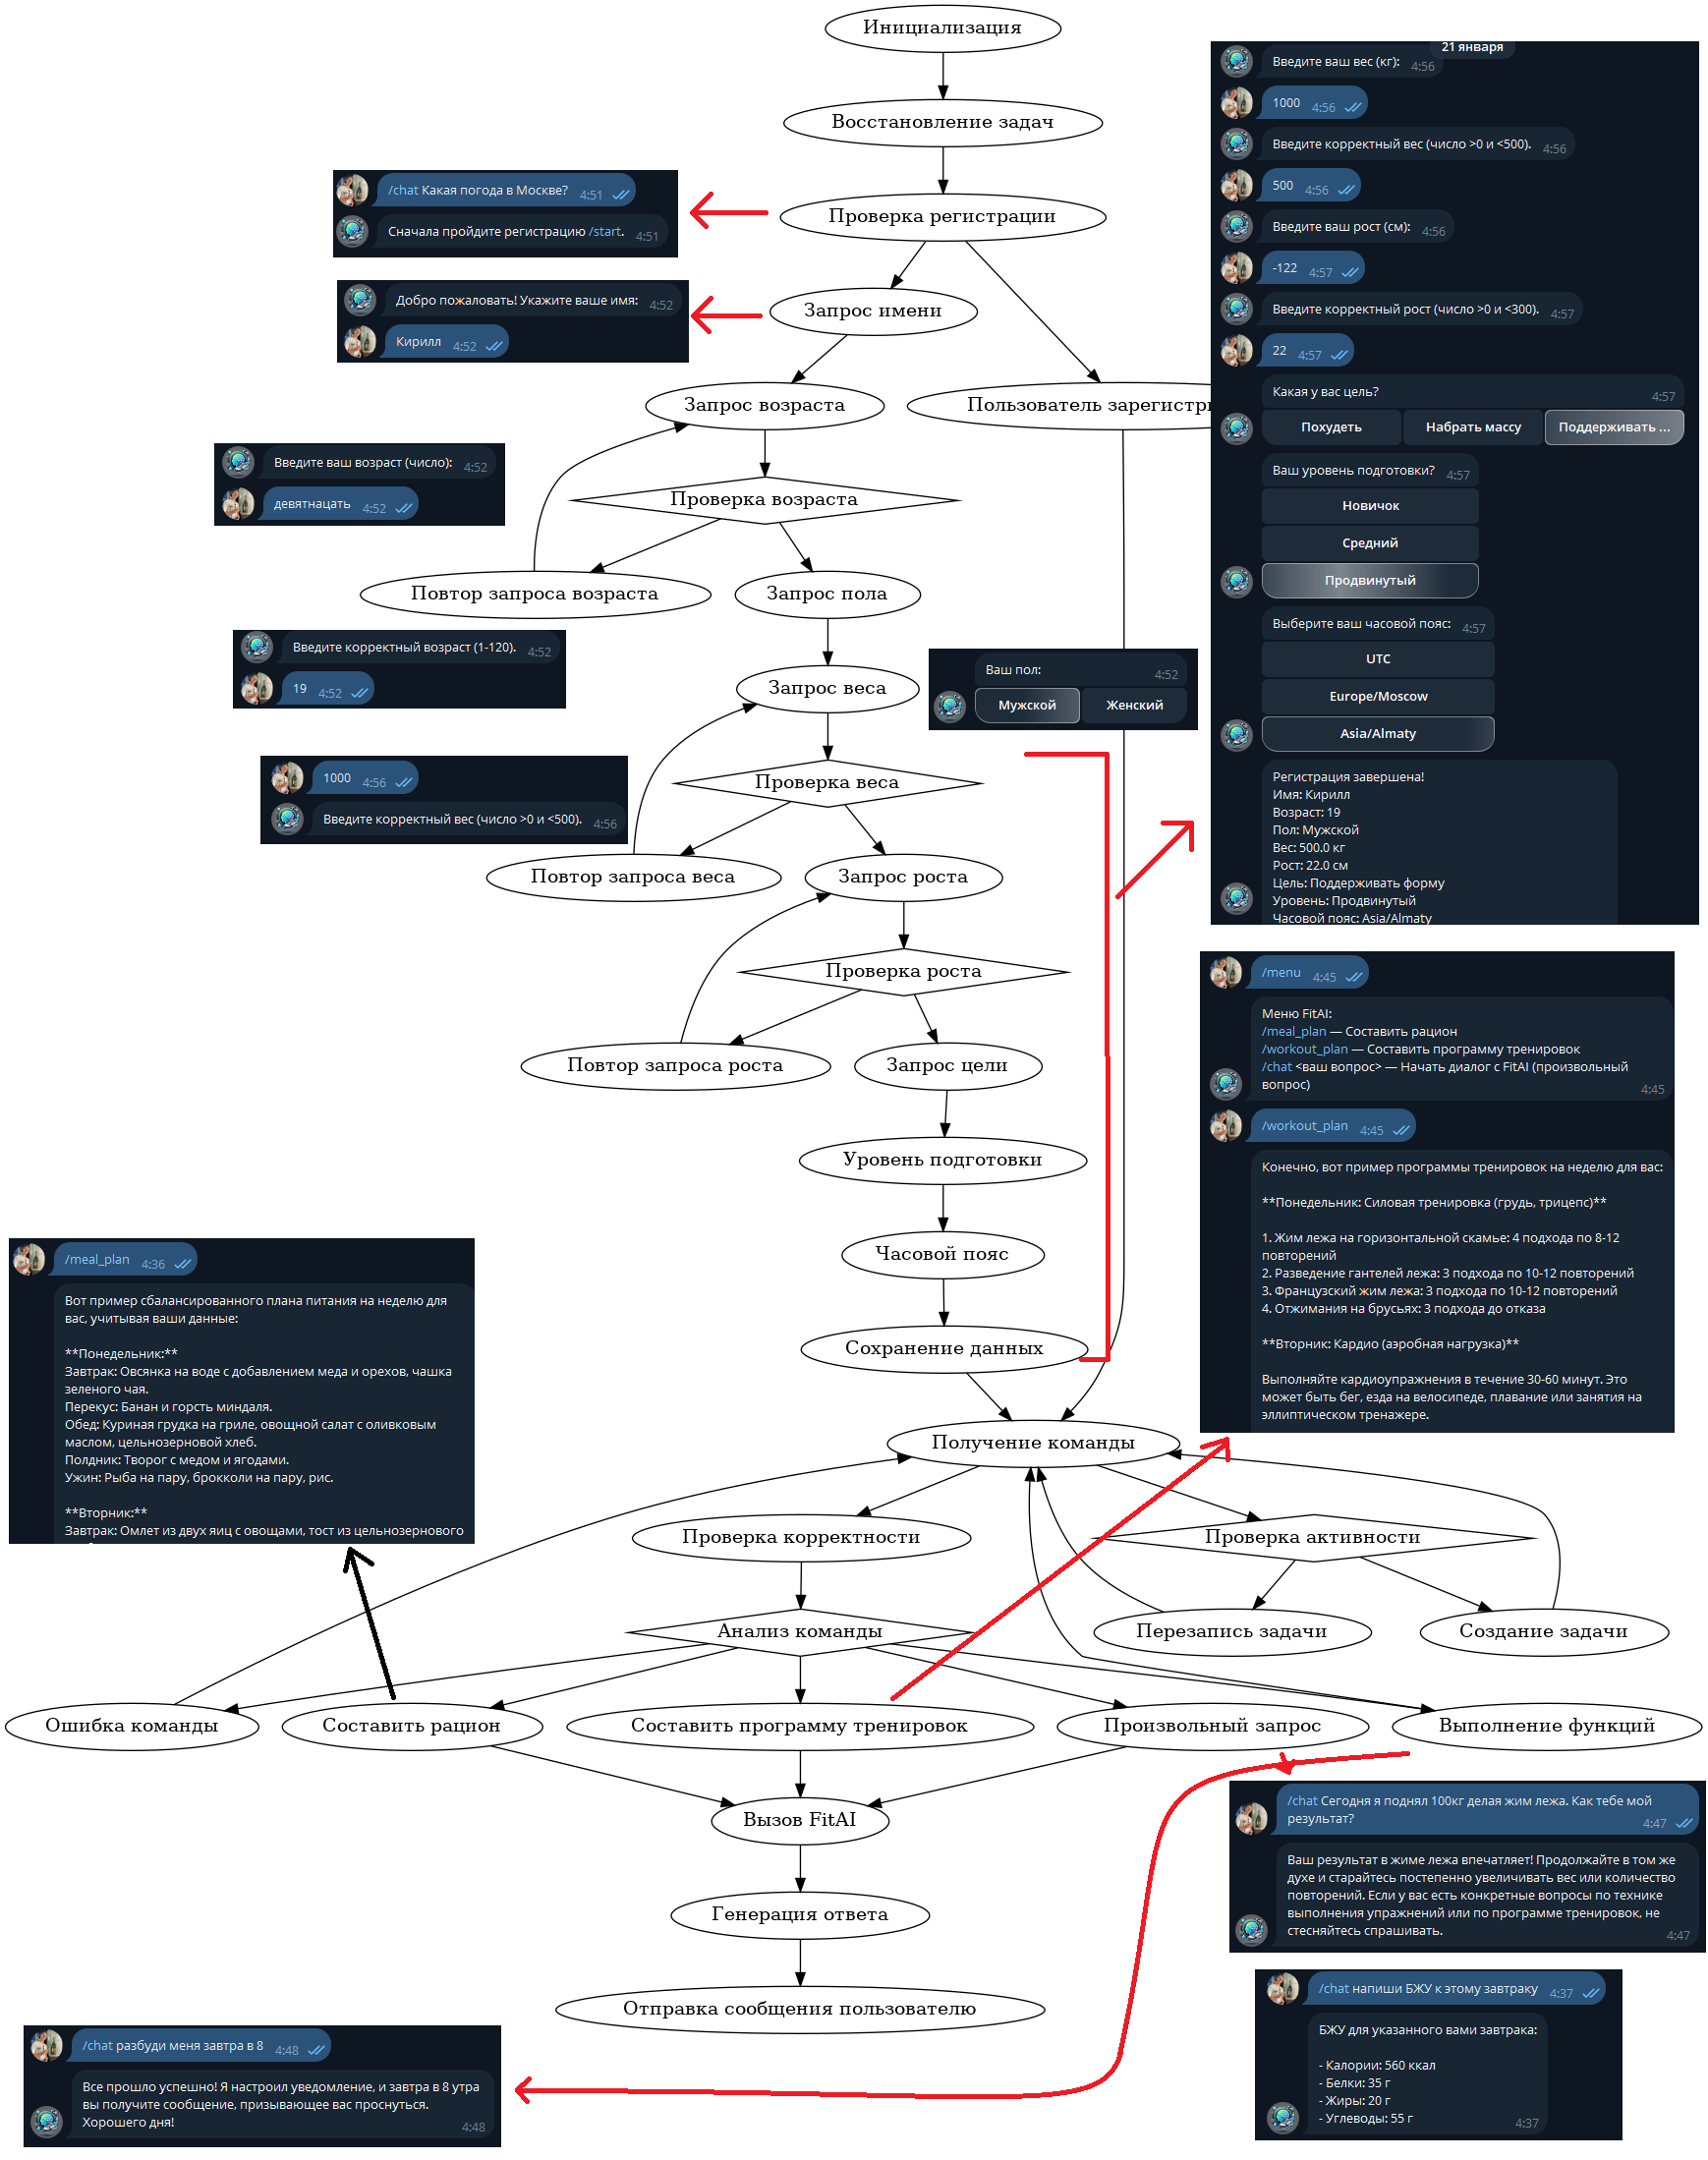 Инициализация
Восстановление задач
Проверка регистрации
/chat Какая погода в Москве? 4:51
Сначала пройдите регистрацию /start. 4:51
Запрос имени
Добро пожаловать! Укажите ваше имя: 4:52
Кирилл 4:52
Запрос возраста
Пользователь зарегистри
Введите ваш возраст (число): 4:52
девятнацать 4:52
Проверка возраста
Повтор запроса возраста
Запрос пола
Введите корректный возраст (1-120). 4:52
19 4:52
Запрос веса
Ваш пол: 4:52
Мужской Женский
1000 4:56
Введите корректный вес (число >0 и <500). 4:56
Проверка веса
Повтор запроса веса
Запрос роста
Проверка роста
Повтор запроса роста
Запрос цели
Уровень подготовки
Часовой пояс
Сохранение данных
21 января
Введите ваш вес (кг): 4:56
1000 4:56
Введите корректный вес (число >0 и <500). 4:56
500 4:56
Введите ваш рост (см): 4:56
-122 4:57
Введите корректный рост (число >0 и <300). 4:57
22 4:57
Какая у вас цель? 4:57
Похудеть Набрать массу Поддерживать ...
Ваш уровень подготовки? 4:57
Новичок
Средний
Продвинутый
Выберите ваш часовой пояс: 4:57
UTC
Europe/Moscow
Asia/Almaty
Регистрация завершена!
Имя: Кирилл
Возраст: 19
Пол: Мужской
Вес: 500.0 кг
Рост: 22.0 см
Цель: Поддерживать форму
Уровень: Продвинутый
Часовой пояс: Asia/Almaty
/menu 4:45
Меню FitAI:
/meal_plan — Составить рацион
/workout_plan — Составить программу тренировок
/chat <ваш вопрос> — Начать диалог с FitAI (произвольный
вопрос) 4:45
/workout_plan 4:45
Конечно, вот пример программы тренировок на неделю для вас:
**Понедельник: Силовая тренировка (грудь, трицепс)**
1. Жим лежа на горизонтальной скамье: 4 подхода по 8-12
повторений
2. Разведение гантелей лежа: 3 подхода по 10-12 повторений
3. Французский жим лежа: 3 подхода по 10-12 повторений
4. Отжимания на брусьях: 3 подхода до отказа
**Вторник: Кардио (аэробная нагрузка)**
Выполняйте кардиоупражнения в течение 30-60 минут. Это
может быть бег, езда на велосипеде, плавание или занятия на
эллиптическом тренажере.
/meal_plan 4:36
Вот пример сбалансированного плана питания на неделю для
вас, учитывая ваши данные:
**Понедельник:**
Завтрак: Овсянка на воде с добавлением меда и орехов, чашка
зеленого чая.
Перекус: Банан и горсть миндаля.
Обед: Куриная грудка на гриле, овощной салат с оливковым
маслом, цельнозерновой хлеб.
Полдник: Творог с медом и ягодами.
Ужин: Рыба на пару, брокколи на пару, рис.
**Вторник:**
Завтрак: Омлет из двух яиц с овощами, тост из цельнозернового
Получение команды
Проверка корректности
Проверка активности
Анализ команды
Перезапись задачи
Создание задачи
Ошибка команды
Составить рацион
Составить программу тренировок
Произвольный запрос
Выполнение функций
Вызов FitAI
Генерация ответа
Отправка сообщения пользователю
/chat Сегодня я поднял 100кг делая жим лежа. Как тебе мой
результат? 4:47
Ваш результат в жиме лежа впечатляет! Продолжайте в том же
духе и старайтесь постепенно увеличивать вес или количество
повторений. Если у вас есть конкретные вопросы по технике
выполнения упражнений или по программе тренировок, не
стесняйтесь спрашивать. 4:47
/chat напиши БЖУ к этому завтраку 4:37
БЖУ для указанного вами завтрака:
- Калории: 560 ккал
- Белки: 35 г
- Жиры: 20 г
- Углеводы: 55 г 4:37
/chat разбуди меня завтра в 8 4:48
Все прошло успешно! Я настроил уведомление, и завтра в 8 утра
вы получите сообщение, призывающее вас проснуться.
Хорошего дня! 4:48